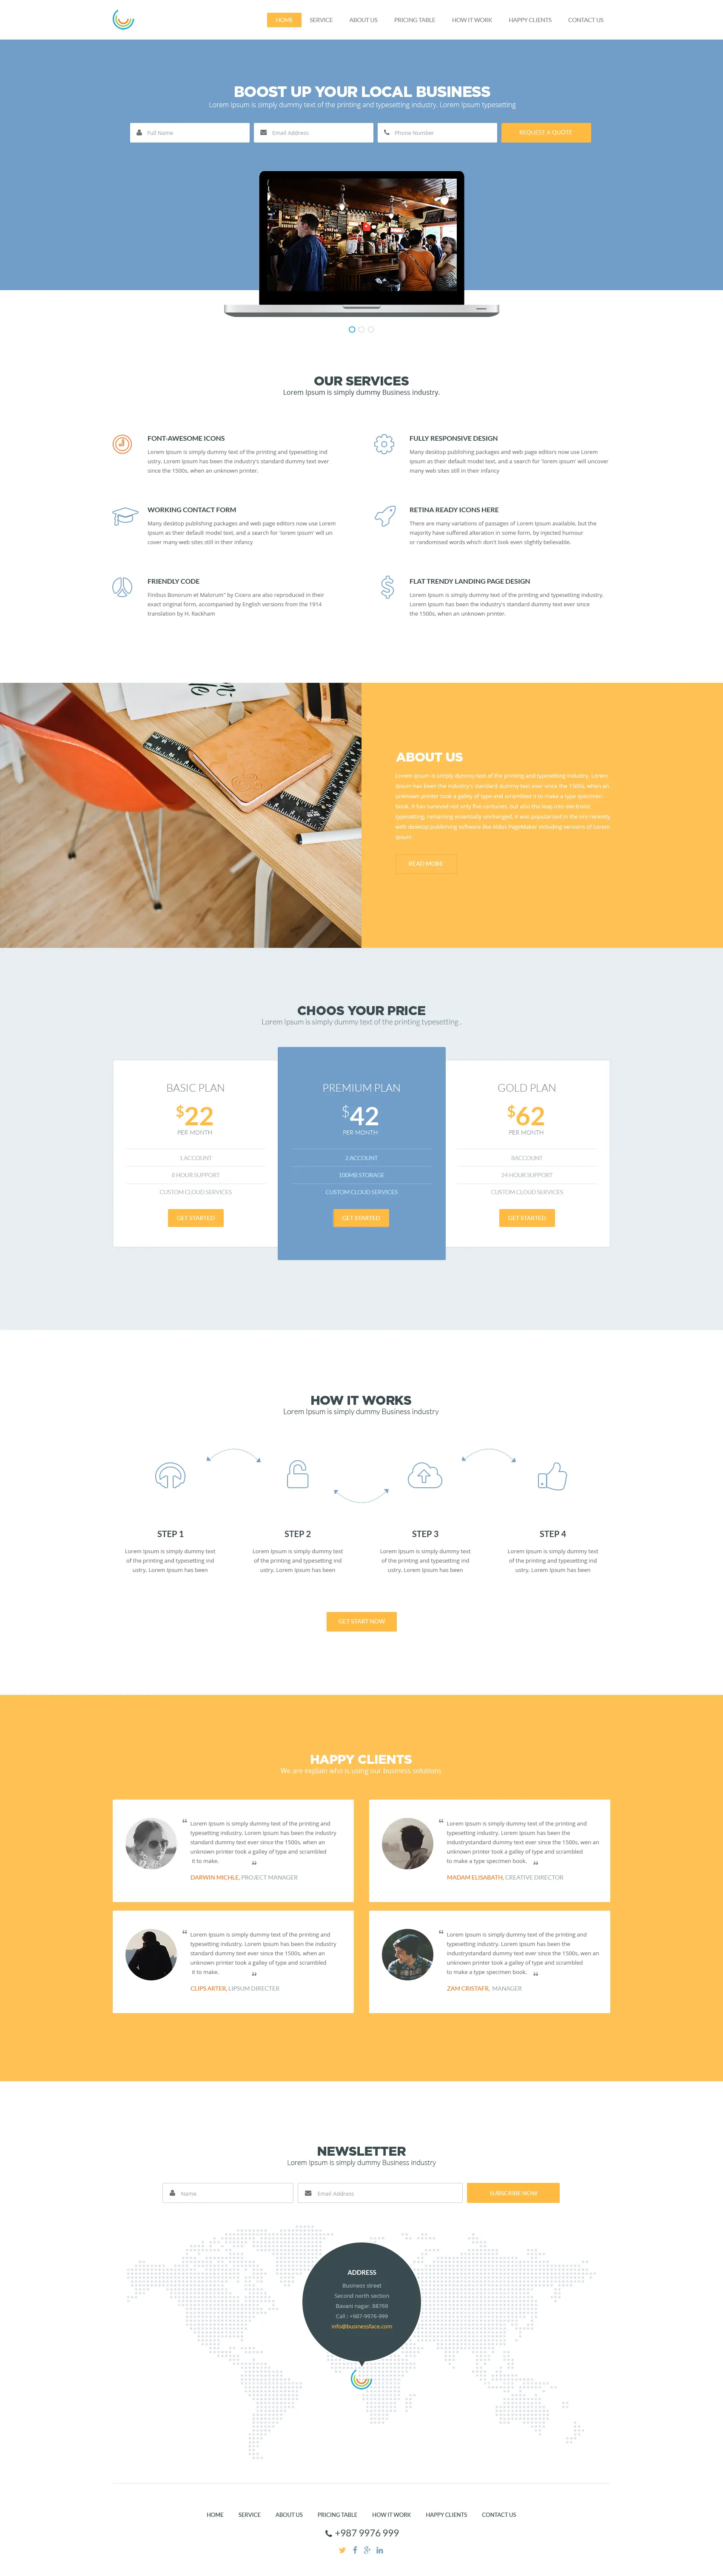 HOME SERVICE ABOUT US PRICING TABLE HOW IT WORK HAPPY CLIENTS CONTACT US
BOOST UP YOUR LOCAL BUSINESS
Lorem Ipsum is simply dummy text of the printing and typesetting industry. Lorem Ipsum typesetting
Full Name Email Address Phone Number REQUEST A QUOTE
OUR SERVICES
Lorem Ipsum is simply dummy Business industry.
FONT-AWESOME ICONS
Lorem Ipsum is simply dummy text of the printing and typesetting ind
ustry. Lorem Ipsum has been the industry's standard dummy text ever
since the 1500s, when an unknown printer.
FULLY RESPONSIVE DESIGN
Many desktop publishing packages and web page editors now use Lorem
Ipsum as their default model text, and a search for 'lorem ipsum' will uncover
many web sites still in their infancy
WORKING CONTACT FORM
Many desktop publishing packages and web page editors now use Lorem
Ipsum as their default model text, and a search for 'lorem ipsum' will un
cover many web sites still in their infancy
RETINA READY ICONS HERE
There are many variations of passages of Lorem Ipsum available, but the
majority have suffered alteration in some form, by injected humour
or randomised words which don't look even slightly believable.
FRIENDLY CODE
Finibus Bonorum et Malorum" by Cicero are also reproduced in their
exact original form, accompanied by English versions from the 1914
translation by H. Rackham
FLAT TRENDY LANDING PAGE DESIGN
Lorem Ipsum is simply dummy text of the printing and typesetting industry.
Lorem Ipsum has been the industry's standard dummy text ever since
the 1500s, when an unknown printer.
ABOUT US
Lorem Ipsum is simply dummy text of the printing and typesetting industry. Lorem
Ipsum has been the industry's standard dummy text ever since the 1500s, when an
unknown printer took a galley of type and scrambled it to make a type specimen
book. It has survived not only five centuries, but also the leap into electronic
typesetting, remaining essentially unchanged. It was popularised in the
with desktop publishing software like Aldus PageMaker including versions of Lorem
Ipsum
READ MORE
CHOOS YOUR PRICE
Lorem Ipsum is simply dummy text of the printing typesetting .
BASIC PLAN
$22
PER MONTH
1 ACCOUNT
8 HOUR SUPPORT
CUSTOM CLOUD SERVICES
GET STARTED
PREMIUM PLAN
$42
PER MONTH
2 ACCOUNT
100MB STORAGE
CUSTOM CLOUD SERVICES
GET STARTED
GOLD PLAN
$62
PER MONTH
8ACCOUNT
24 HOUR SUPPORT
CUSTOM CLOUD SERVICES
GET STARTED
HOW IT WORKS
Lorem Ipsum is simply dummy Business industry
STEP 1
Lorem Ipsum is simply dummy text
of the printing and typesetting ind
ustry. Lorem Ipsum has been
STEP 2
Lorem Ipsum is simply dummy text
of the printing and typesetting ind
ustry. Lorem Ipsum has been
STEP 3
Lorem Ipsum is simply dummy text
of the printing and typesetting ind
ustry. Lorem Ipsum has been
STEP 4
Lorem Ipsum is simply dummy text
of the printing and typesetting ind
ustry. Lorem Ipsum has been
GET START NOW
HAPPY CLIENTS
We are explain who is using our business solutions
“ Lorem Ipsum is simply dummy text of the printing and
typesetting industry. Lorem Ipsum has been the industry
standard dummy text ever since the 1500s, when an
unknown printer took a galley of type and scrambled
it to make. ”
DARWIN MICHLE, PROJECT MANAGER
“ Lorem Ipsum is simply dummy text of the printing and
typesetting industry. Lorem Ipsum has been the
industrystandard dummy text ever since the 1500s, wen an
unknown printer took a galley of type and scrambled
to make a type specimen book. ”
MADAM ELISABATH, CREATIVE DIRECTOR
“ Lorem Ipsum is simply dummy text of the printing and
typesetting industry. Lorem Ipsum has been the industry
standard dummy text ever since the 1500s, when an
unknown printer took a galley of type and scrambled
it to make. ”
CLIPS ARTER, LIPSUM DIRECTER
“ Lorem Ipsum is simply dummy text of the printing and
typesetting industry. Lorem Ipsum has been the
industrystandard dummy text ever since the 1500s, wen an
unknown printer took a galley of type and scrambled
to make a type specimen book. ”
ZAM CRISTAFR, MANAGER
NEWSLETTER
Lorem Ipsum is simply dummy Business industry
Name Email Address SUBSCRIBE NOW
ADDRESS
Business street
Second north section
Bavani nagar, 88769
Call : +987-9976-999
info@businessface.com
HOME SERVICE ABOUT US PRICING TABLE HOW IT WORK HAPPY CLIENTS CONTACT US
+987 9976 999